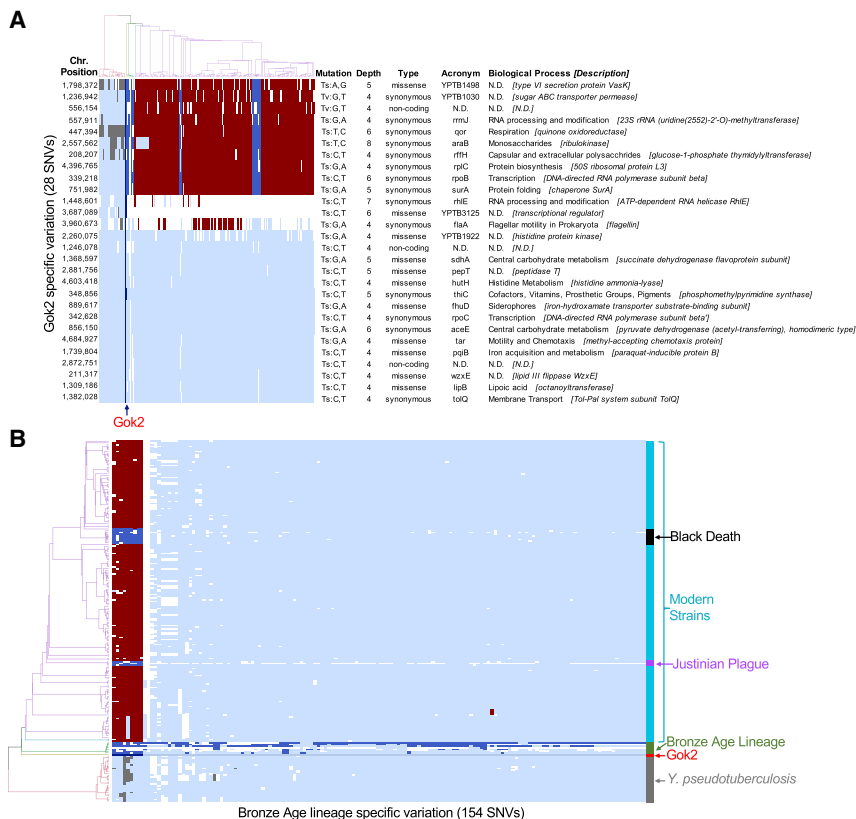 A
Chr. Position Mutation Depth Type Acronym Biological Process [Description]
1,798,372 Ts:A,G 5 missense YPTB1498 N.D. [type VI secretion protein VasK]
1,236,942 Tv:G,T 4 synonymous YPTB1030 N.D. [sugar ABC transporter permease]
556,154 Tv:G,T 4 non-coding N.D. N.D. [N.D.]
557,911 Ts:G,A 4 synonymous rrmJ RNA processing and modification [23S rRNA (uridine(2552)-2'-O)-methyltransferase]
447,394 Ts:T,C 6 synonymous qor Respiration [quinone oxidoreductase]
2,557,562 Ts:T,C 8 synonymous araB Monosaccharides [ribulokinase]
208,207 Ts:C,T 4 synonymous rffH Capsular and extracellular polysacchrides [glucose-1-phosphate thymidylyltransferase]
4,396,765 Ts:G,A 4 synonymous rplC Protein biosynthesis [50S ribosomal protein L3]
339,218 Ts:C,T 6 synonymous rpoB Transcription [DNA-directed RNA polymerase subunit beta]
751,982 Ts:G,A 5 synonymous surA Protein folding [chaperone SurA]
1,448,601 Ts:C,T 7 synonymous rhlE RNA processing and modification [ATP-dependent RNA helicase RhlE]
3,687,089 Ts:C,T 6 missense YPTB3125 N.D. [transcriptional regulator]
3,960,673 Ts:G,A 4 synonymous flaA Flagellar motility in Prokaryota [flagellin]
2,260,075 Ts:G,A 4 missense YPTB1922 N.D. [histidine protein kinase]
1,246,078 Ts:C,T 4 non-coding N.D. N.D. [N.D.]
1,368,597 Ts:G,A 5 missense sdhA Central carbohydrate metabolism [succinate dehydrogenase flavoprotein subunit]
2,881,756 Ts:C,T 5 missense pepT N.D. [peptidase T]
4,603,418 Ts:C,T 4 missense hutH Histidine Metabolism [histidine ammonia-lyase]
348,856 Ts:C,T 5 synonymous thiC Cofactors, Vitamins, Prosthetic Groups, Pigments [phosphomethylpyrimidine synthase]
889,617 Ts:G,A 4 missense fhuD Siderophores [iron-hydroxamate transporter substrate-binding subunit]
342,628 Ts:C,T 4 synonymous rpoC Transcription [DNA-directed RNA polymerase subunit beta']
856,150 Ts:G,A 6 synonymous aceE Central carbohydrate metabolism [pyruvate dehydrogenase (acetyl-transferring), homodimeric type]
4,684,927 Ts:G,A 4 missense tar Motility and Chemotaxis [methyl-accepting chemotaxis protein]
1,739,804 Ts:C,T 4 missense pqiB Iron acquisition and metabolism [paraquat-inducible protein B]
2,872,751 Ts:C,T 4 non-coding N.D. N.D. [N.D.]
211,317 Ts:C,T 4 missense wzxE N.D. [lipid III flippase WzxE]
1,309,186 Ts:C,T 4 missense lipB Lipoic acid [octanoyltransferase]
1,382,028 Ts:C,T 4 synonymous tolQ Membrane Transport [Tol-Pal system subunit TolQ]
Gok2 specific variation (28 SNVs)
Gok2
B
Black Death
Modern Strains
Justinian Plague
Bronze Age Lineage
Gok2
Y. pseudotuberculosis
Bronze Age lineage specific variation (154 SNVs)